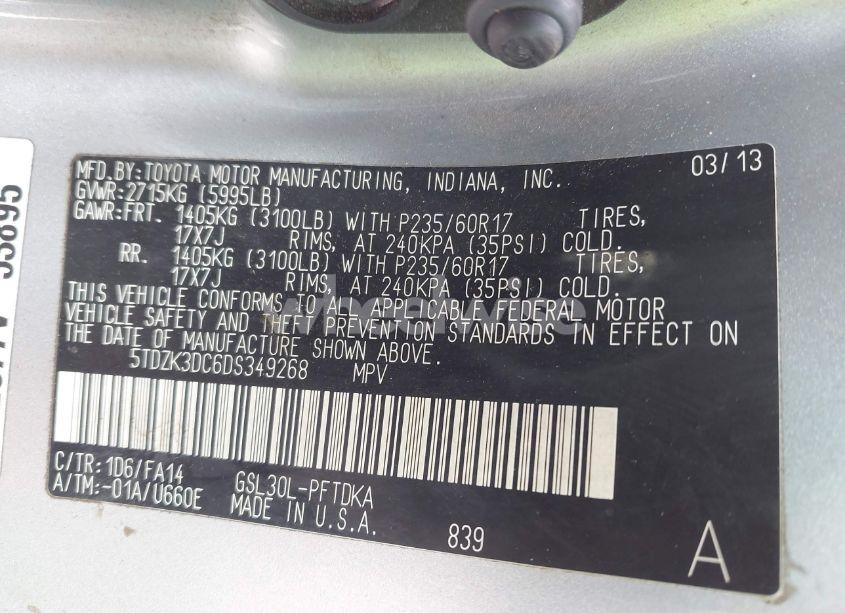 MFD.BY:TOYOTA MOTOR MANUFACTURING, INDIANA, INC. 03/13
GVWR:2715KG (5995LB)
GAWR:FRT. 1405KG (3100LB) WITH P235/60R17 TIRES,
17X7J RIMS, AT 240KPA (35PSI) COLD.
RR. 1405KG (3100LB) WITH P235/60R17 TIRES,
17X7J RIMS, AT 240KPA (35PSI) COLD.
THIS VEHICLE CONFORMS TO ALL APPLICABLE FEDERAL MOTOR
VEHICLE SAFETY AND THEFT PREVENTION STANDARDS IN EFFECT ON
THE DATE OF MANUFACTURE SHOWN ABOVE.
5TDZK3DC6DS349268 MPV
C/TR:1D6/FA14
A/TM:-01A/U660E
GSL30L-PFTDKA
MADE IN U.S.A.
839
A